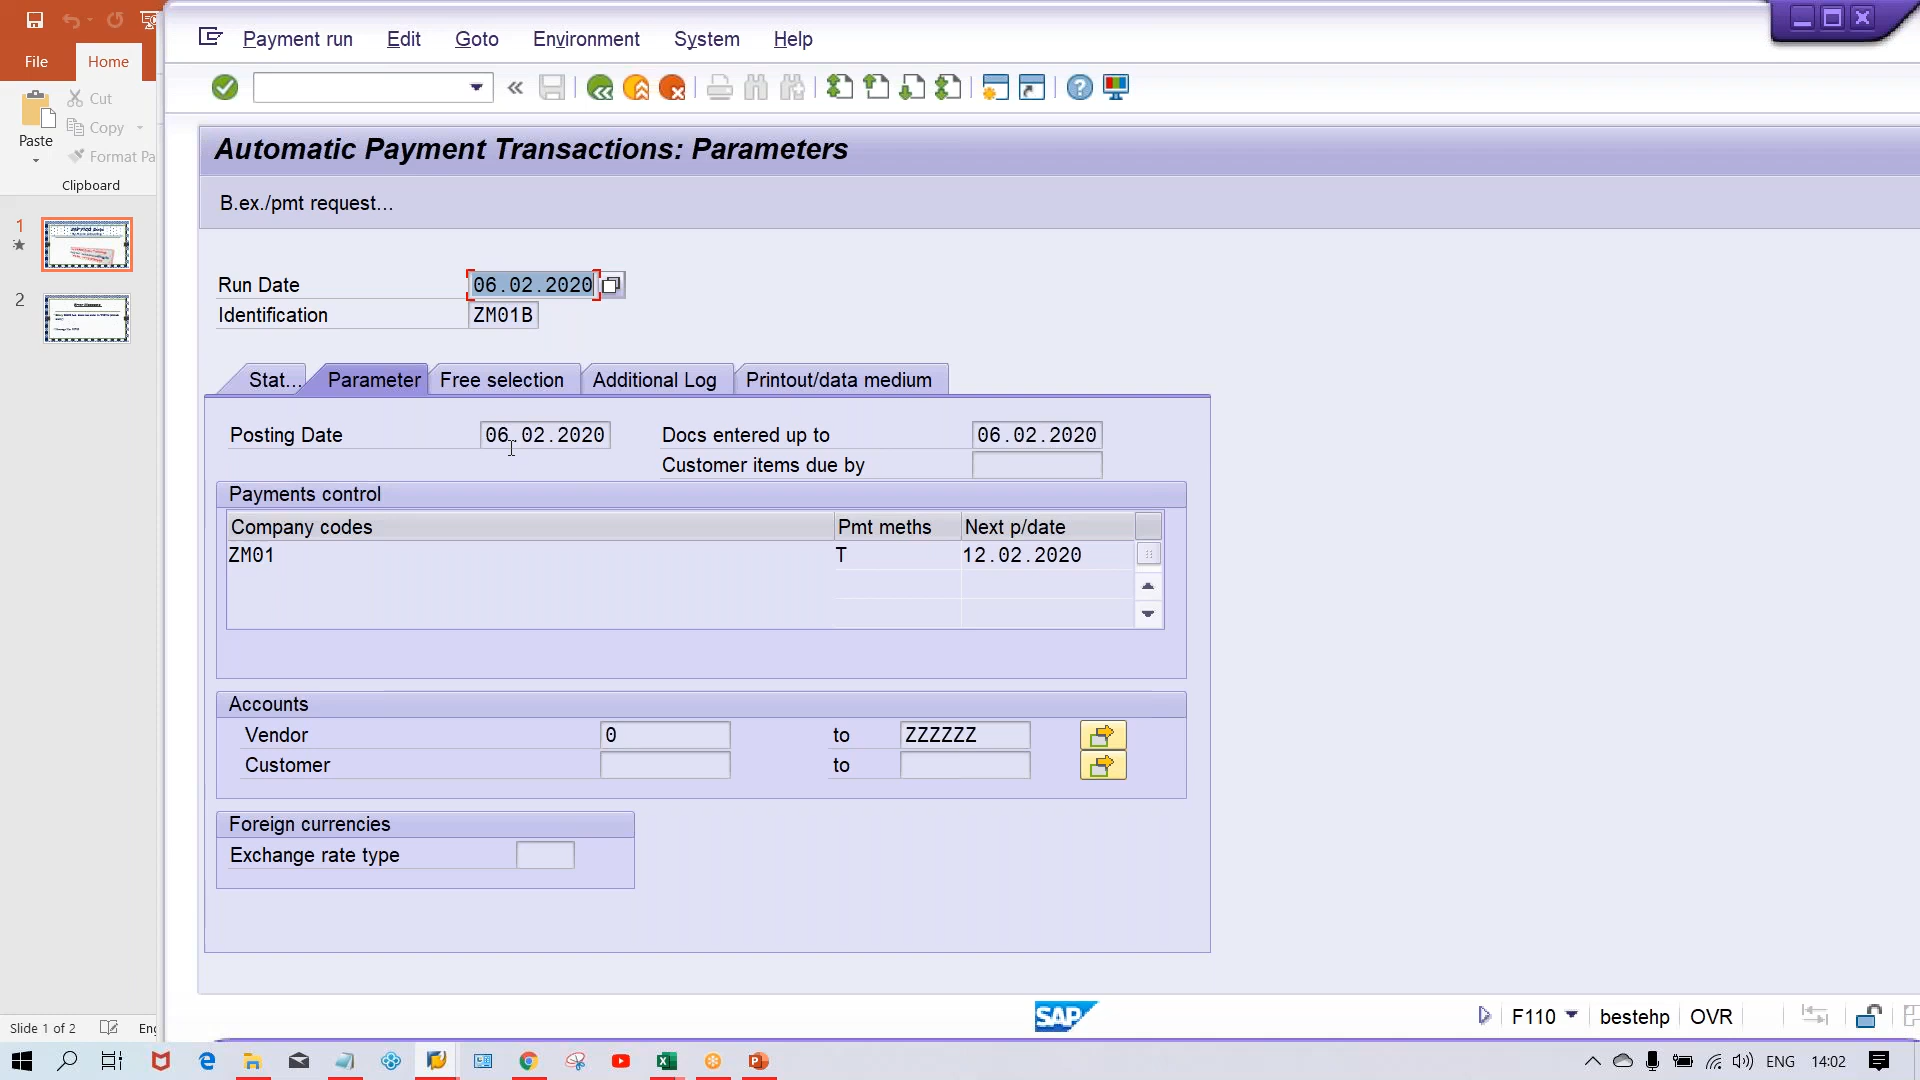 Payment run Edit Goto Environment System Help
File Home
Cut
Copy
Paste
Format Pa
Clipboard
Automatic Payment Transactions: Parameters
B.ex./pmt request...
1
2
Run Date 06.02.2020
Identification ZM01B
Stat... Parameter Free selection Additional Log Printout/data medium
Posting Date 06.02.2020 Docs entered up to 06.02.2020
Customer items due by
Payments control
Company codes Pmt meths Next p/date
ZM01 T 12.02.2020
Accounts
Vendor 0 to ZZZZZZ
Customer to
Foreign currencies
Exchange rate type
SAP F110 bestehp OVR
Slide 1 of 2 Eng
ENG 14:02